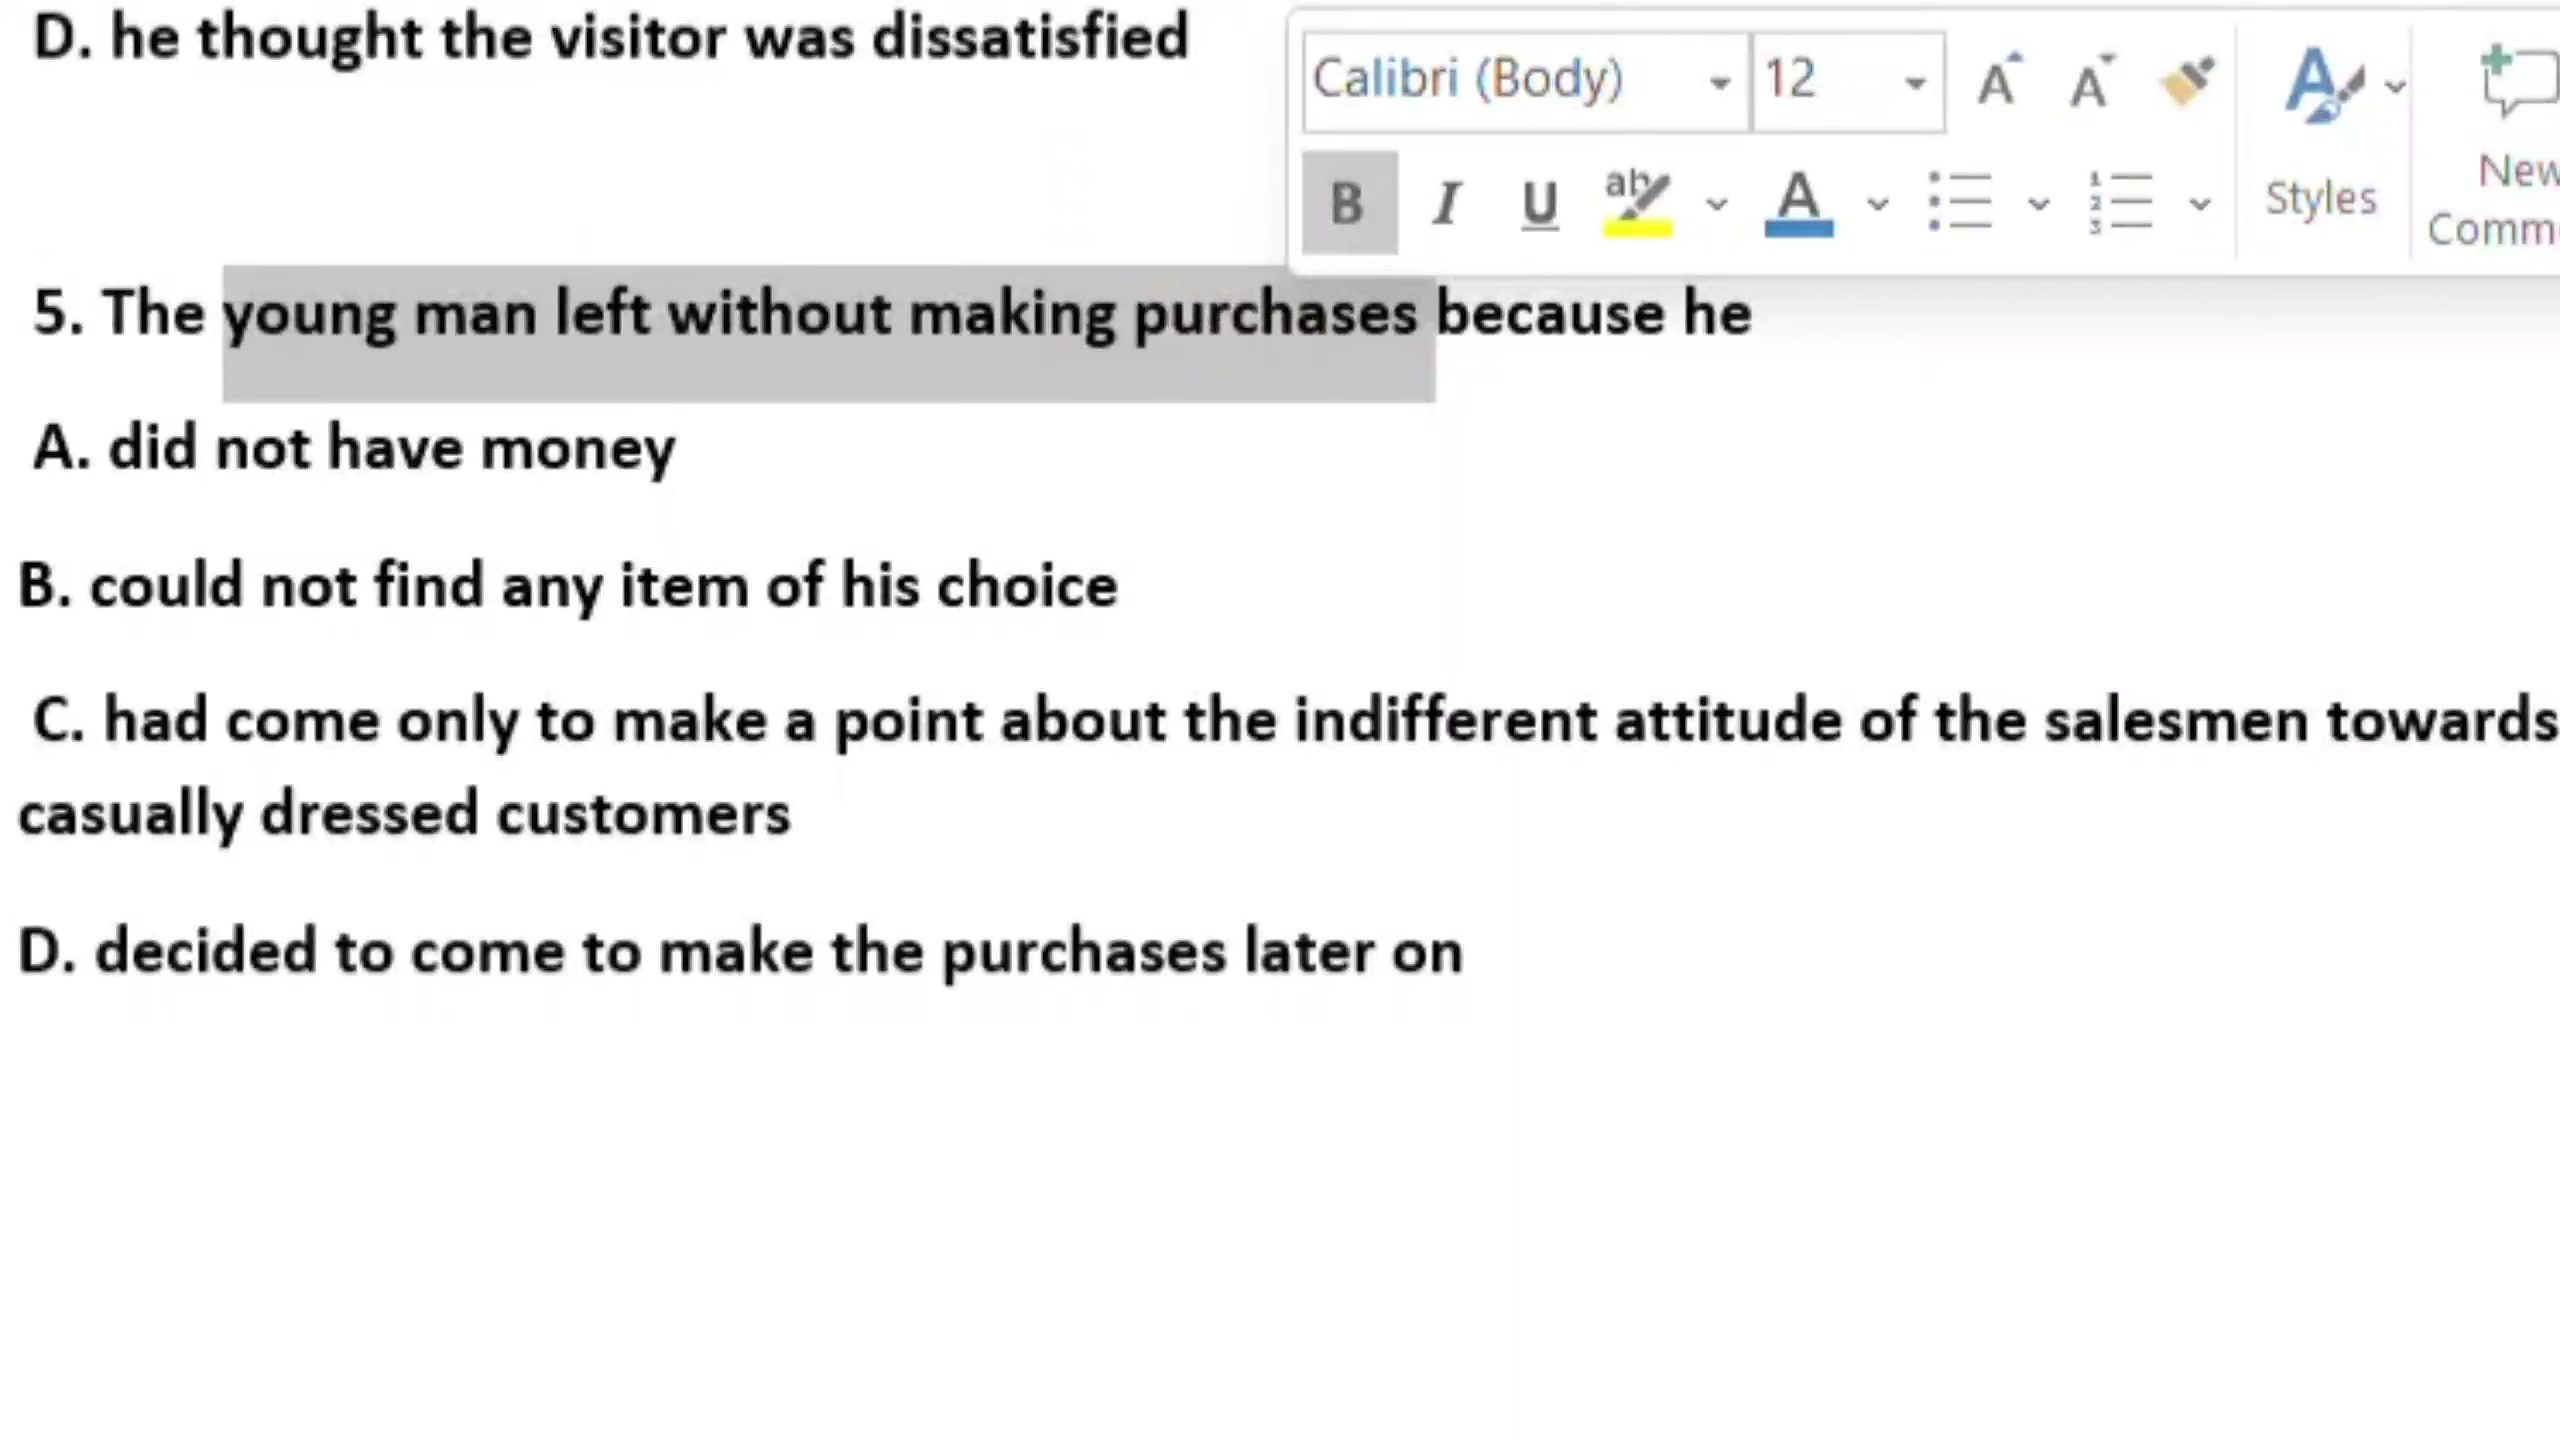 D. he thought the visitor was dissatisfied
Calibri (Body) 12
B I U ab A Styles
New
5. The young man left without making purchases because he
A. did not have money
B. could not find any item of his choice
C. had come only to make a point about the indifferent attitude of the salesmen towards
casually dressed customers
D. decided to come to make the purchases later on